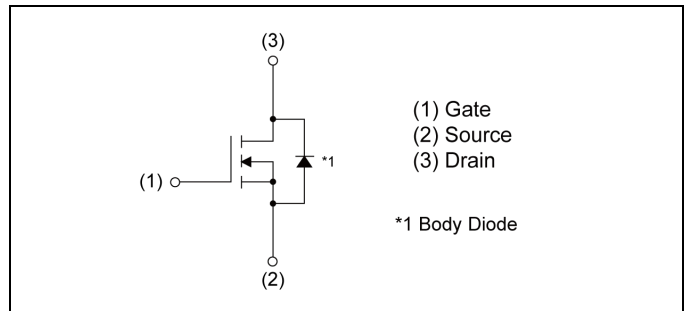 (3)
(1) Gate
(2) Source
(3) Drain
*1
(1)
*1 Body Diode
(2)